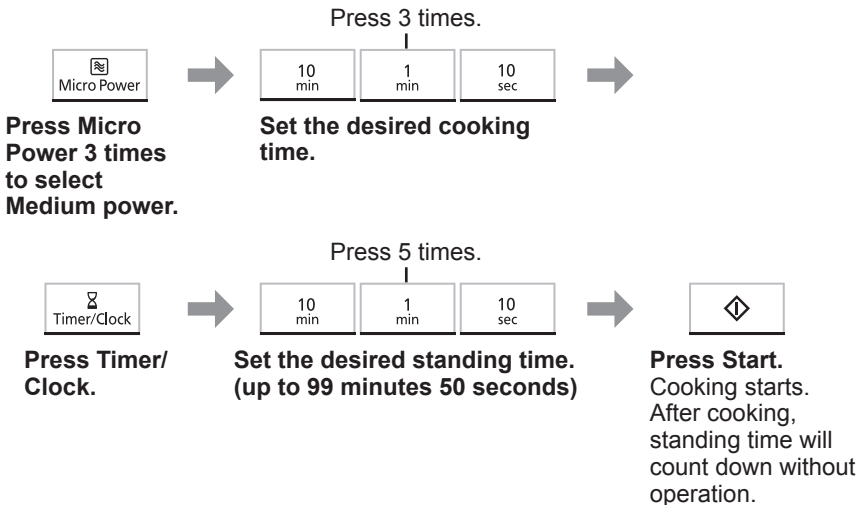 Press 3 times.
Micro Power
10
min
1
min
10
sec
Press Micro
Power 3 times
to select
Medium power.
Set the desired cooking
time.
Press 5 times.
Timer/Clock
10
min
1
min
10
sec
Press Timer/
Clock.
Set the desired standing time.
(up to 99 minutes 50 seconds)
Press Start.
Cooking starts.
After cooking,
standing time will
count down without
operation.